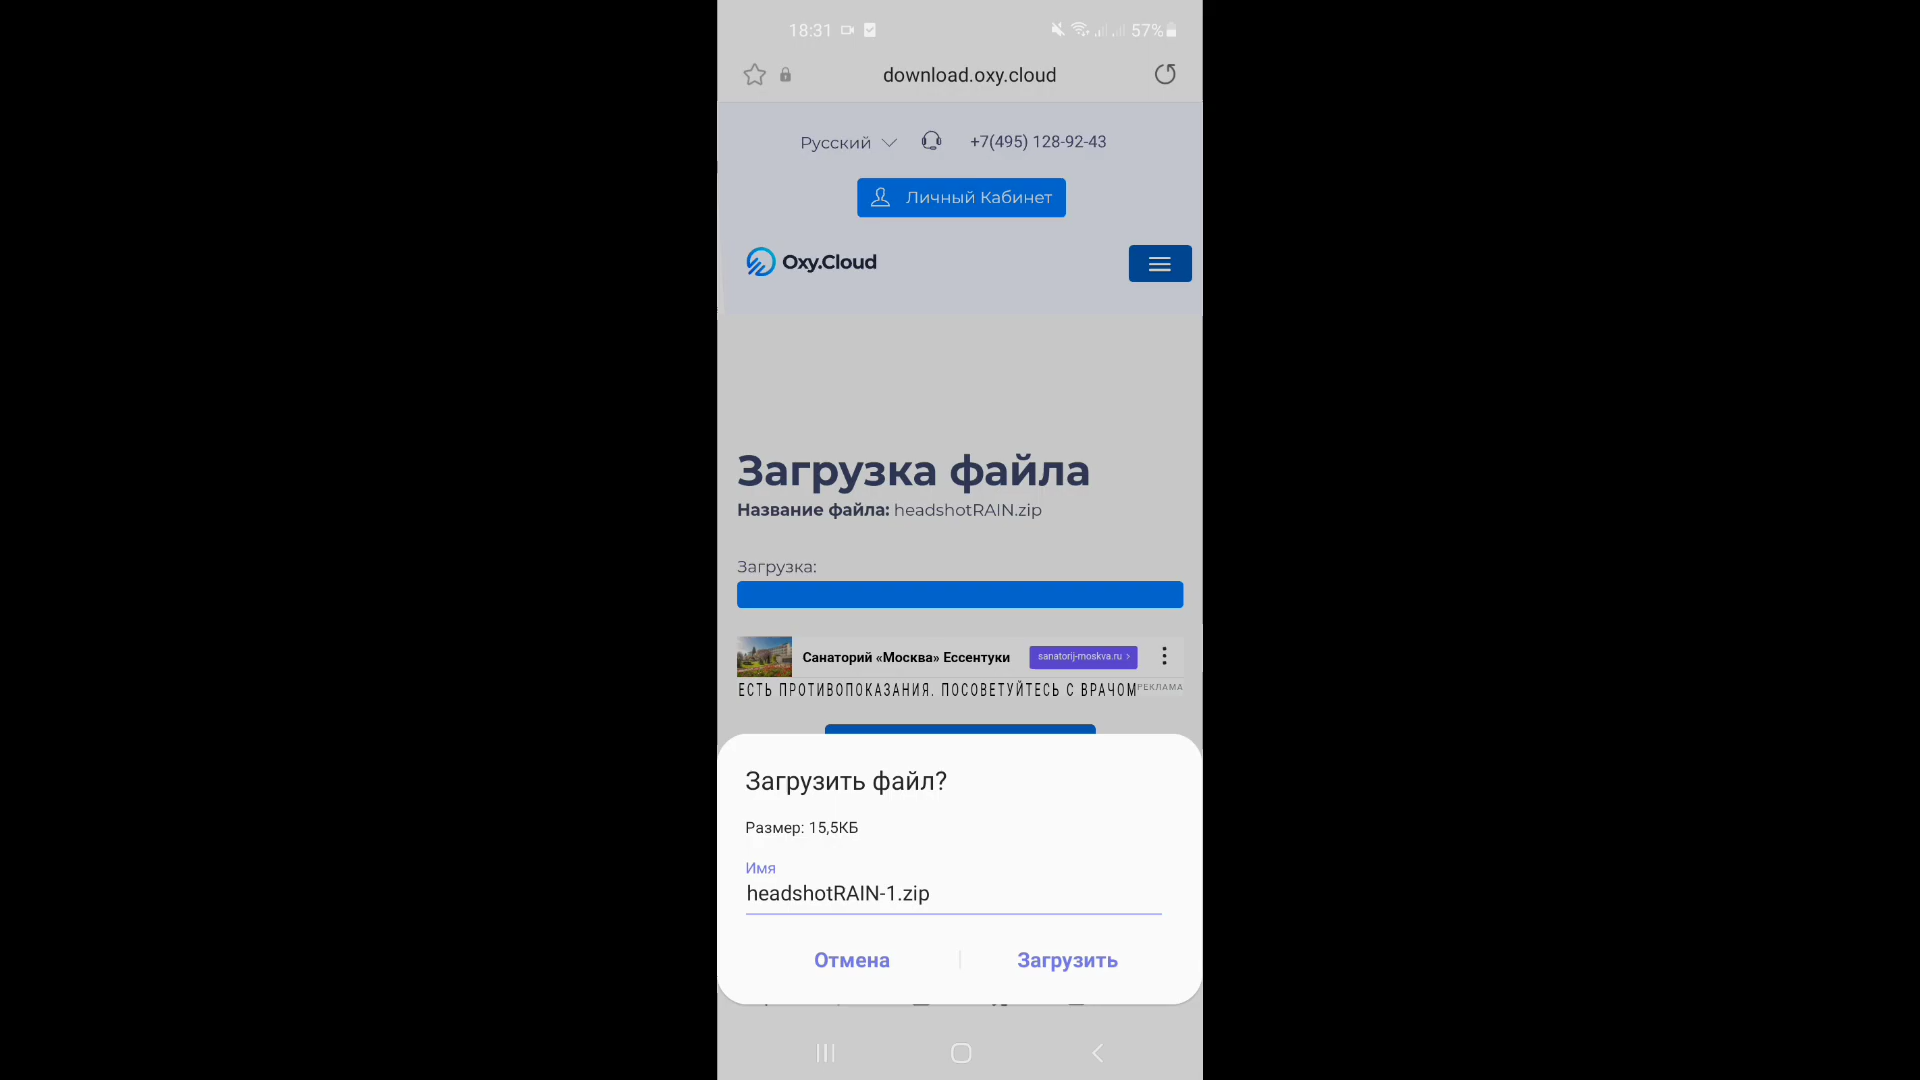 18:31
57%
download.oxy.cloud
Русский
+7(495) 128-92-43
Личный Кабинет
Oxy.Cloud
Загрузка файла
Название файла: headshotRAIN.zip
Загрузка:
Санаторий «Москва» Ессентуки
sanatorij-moskva.ru ›
ЕСТЬ ПРОТИВОПОКАЗАНИЯ. ПОСОВЕТУЙТЕСЬ С ВРАЧОМ
РЕКЛАМА
Загрузить файл?
Размер: 15,5КБ
Имя
headshotRAIN-1.zip
Отмена
Загрузить